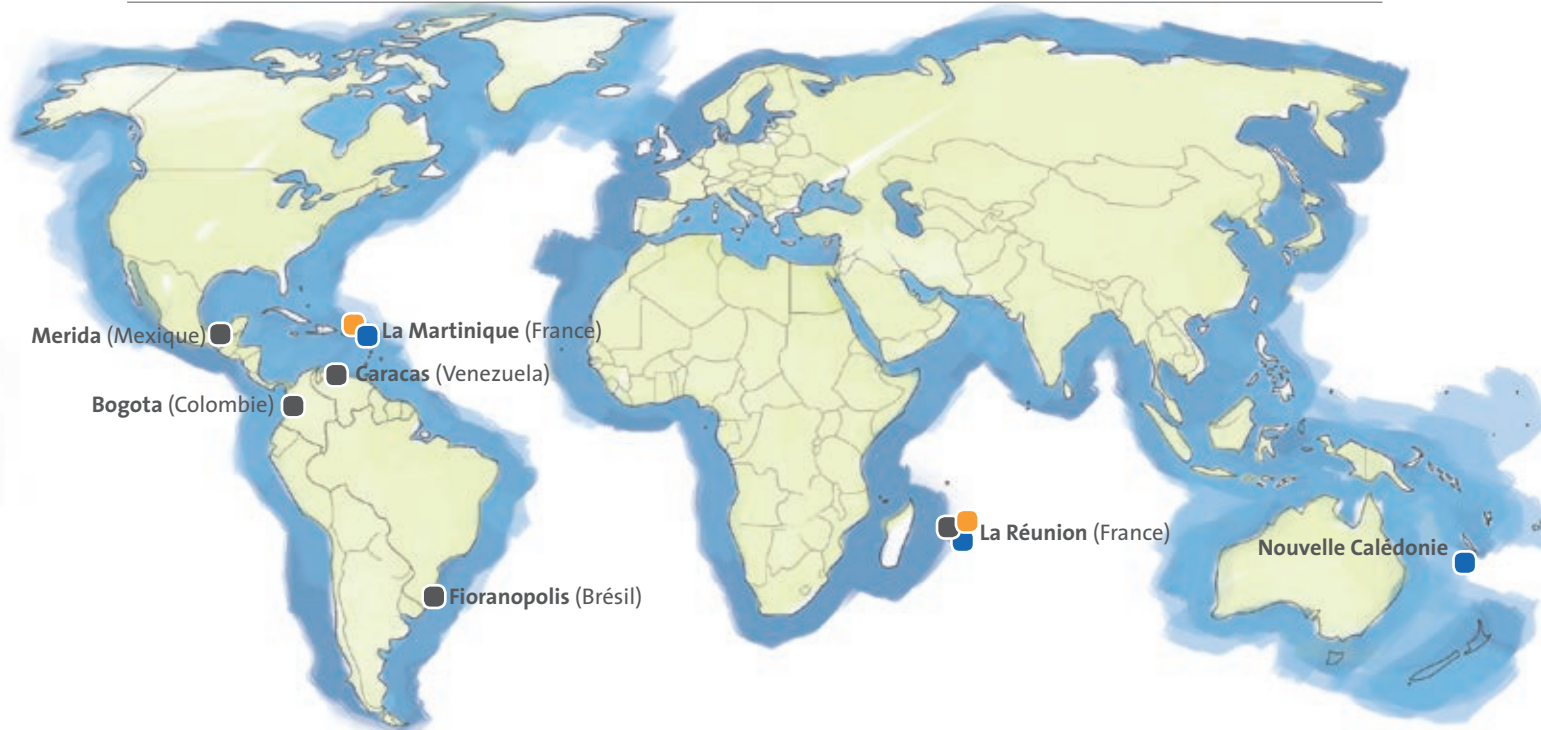 Merida (Mexique)
La Martinique (France)
Caracas (Venezuela)
Bogota (Colombie)
La Réunion (France)
Nouvelle Calédonie
Fioranopolis (Brésil)